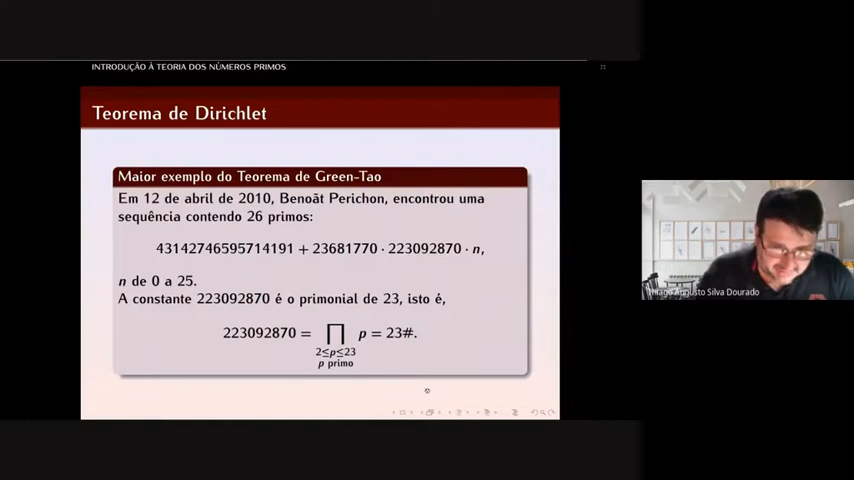 INTRODUÇÃO À TEORIA DOS NÚMEROS PRIMOS
Teorema de Dirichlet
Maior exemplo do Teorema de Green-Tao
Em 12 de abril de 2010, Benoãt Perichon, encontrou uma
sequência contendo 26 primos:
43142746595714191 + 23681770 · 223092870 · n,
n de 0 a 25.
A constante 223092870 é o primonial de 23, isto é,
223092870 = ∏ p = 23#.
2≤p≤23
p primo
Thiago Augusto Silva Dourado